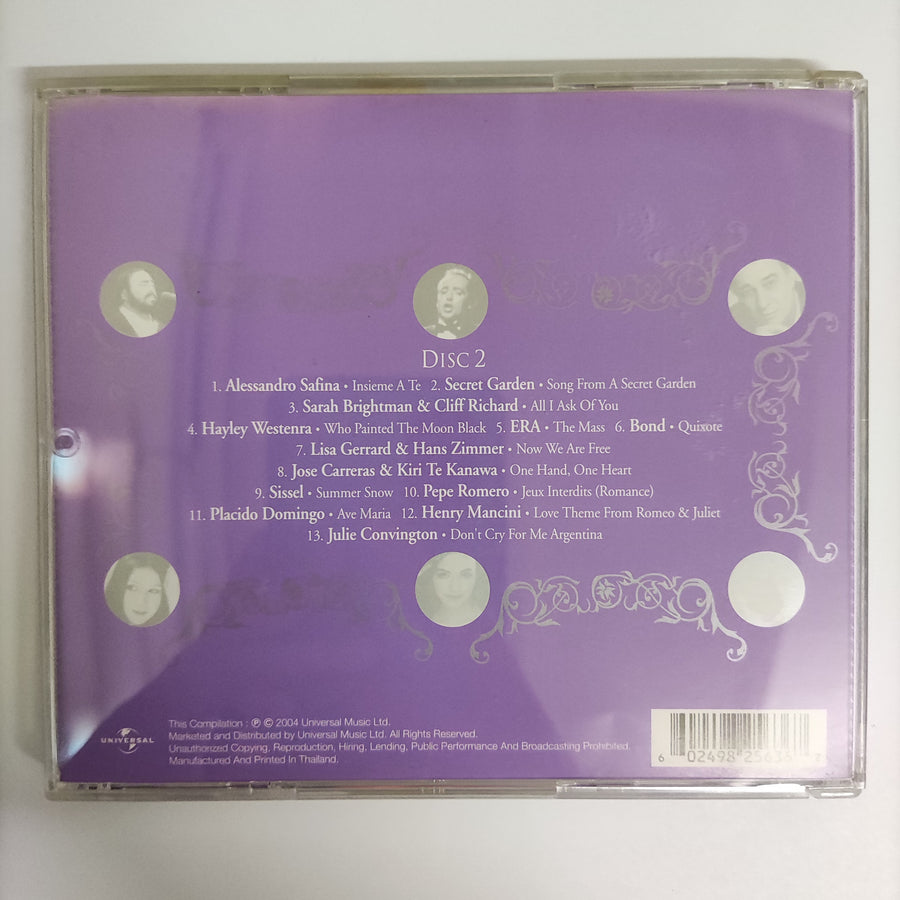 DISC 2
1. Alessandro Safina • Insieme A Te 2. Secret Garden • Song From A Secret Garden
3. Sarah Brightman & Cliff Richard • All I Ask Of You
4. Hayley Westenra • Who Painted The Moon Black 5. ERA • The Mass 6. Bond • Quixote
7. Lisa Gerrard & Hans Zimmer • Now We Are Free
8. Jose Carreras & Kiri Te Kanawa • One Hand, One Heart
9. Sissel • Summer Snow 10. Pepe Romero • Jeux Interdits (Romance)
11. Placido Domingo • Ave Maria 12. Henry Mancini • Love Theme From Romeo & Juliet
13. Julie Convington • Don't Cry For Me Argentina
UNIVERSAL
This Compilation : ℗ © 2004 Universal Music Ltd.
Marketed and Distributed by Universal Music Ltd. All Rights Reserved.
Unauthorized Copying, Reproduction, Hiring, Lending, Public Performance And Broadcasting Prohibited.
Manufactured And Printed In Thailand.
6 02498